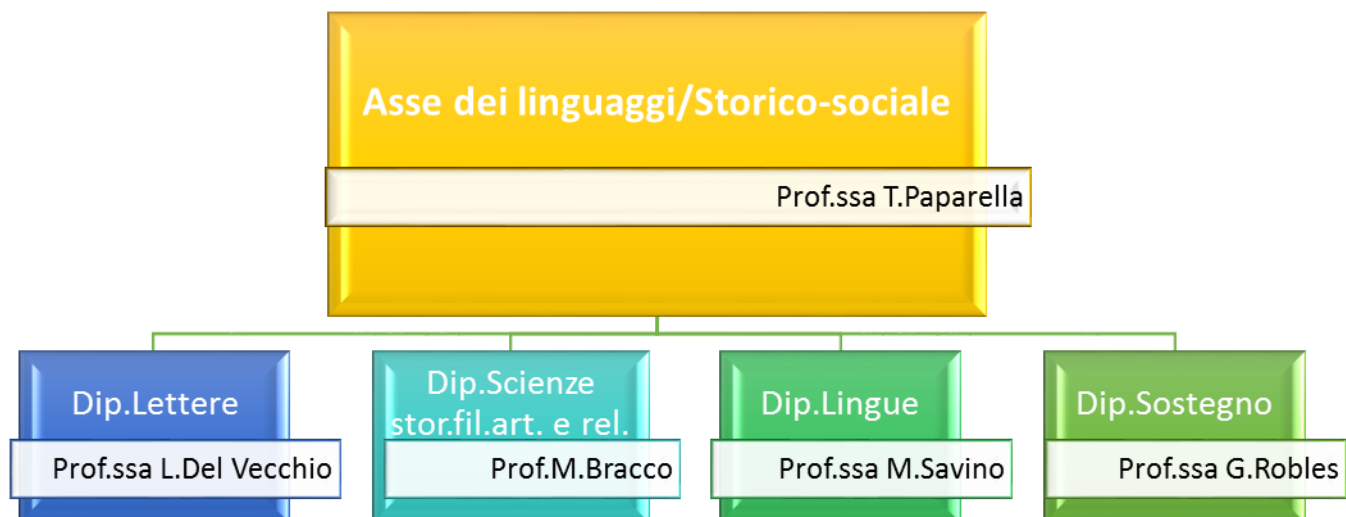 Asse dei linguaggi/Storico-sociale
Prof.ssa T.Paparella
Dip.Lettere
Prof.ssa L.Del Vecchio
Dip.Scienze
stor.fil.art. e rel.
Prof.M.Bracco
Dip.Lingue
Prof.ssa M.Savino
Dip.Sostegno
Prof.ssa G.Robles